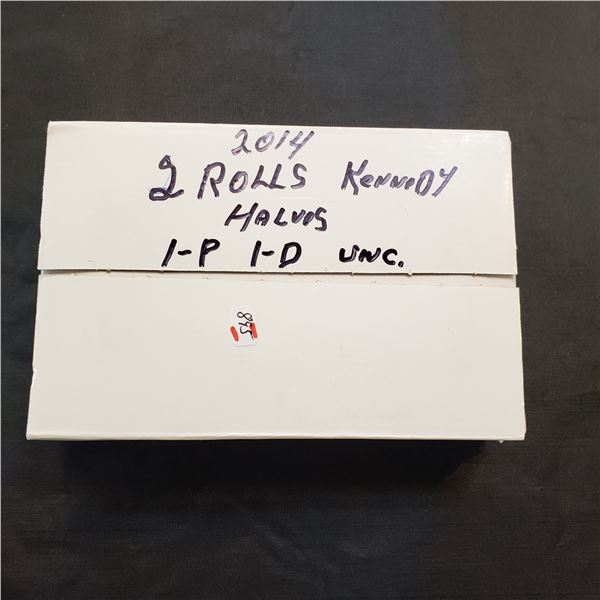 2014
2 ROLLS KENNEDY
HALVES
1-P 1-D UNC.